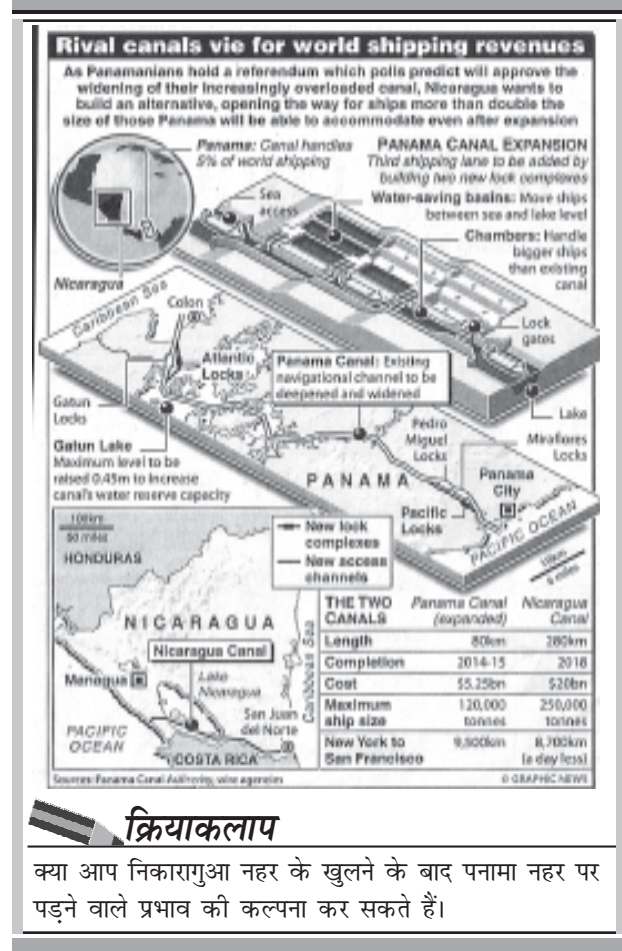 Rival canals vie for world shipping revenues
As Panamanians hold a referendum which polls predict will approve the
widening of their increasingly overloaded canal, Nicaragua wants to
build an alternative, opening the way for ships more than double the
size of those Panama will be able to accommodate even after expansion
Panama: Canal handles
5% of world shipping
PANAMA CANAL EXPANSION
Third shipping lane to be added by
building two new lock complexes
Water-saving basins: Move ships
between sea and lake level
Chambers: Handle
bigger ships
than existing
canal
Sea
access
Nicaragua
Lock
gates
Lake
Caribbean Sea
Colon
Atlantic
Locks
Panama Canal: Existing
navigational channel to be
deepened and widened
Gatun
Locks
Gatun Lake
Maximum level to be
raised 0.45m to increase
canal's water reserve capacity
Pedro
Miguel
Locks
Miraflores
Locks
PANAMA
Panama
City
Pacific
Locks
PACIFIC OCEAN
10km
6 miles
New lock
complexes
New access
channels
100km
60 miles
HONDURAS
NICARAGUA
Nicaragua Canal
Managua
Lake
Nicaragua
Caribbean Sea
San Juan
del Norte
PACIFIC
OCEAN
COSTA RICA
THE TWO CANALS Panama Canal (expanded) Nicaragua Canal
Length 80km 280km
Completion 2014-15 2018
Cost $5.25bn $20bn
Maximum ship size 120,000 tonnes 250,000 tonnes
New York to San Francisco 9,500km 8,700km (a day less)
Sources: Panama Canal Authority, wire agencies
© GRAPHIC NEWS
क्रियाकलाप
क्या आप निकारागुआ नहर के खुलने के बाद पनामा नहर पर
पड़ने वाले प्रभाव की कल्पना कर सकते हैं।